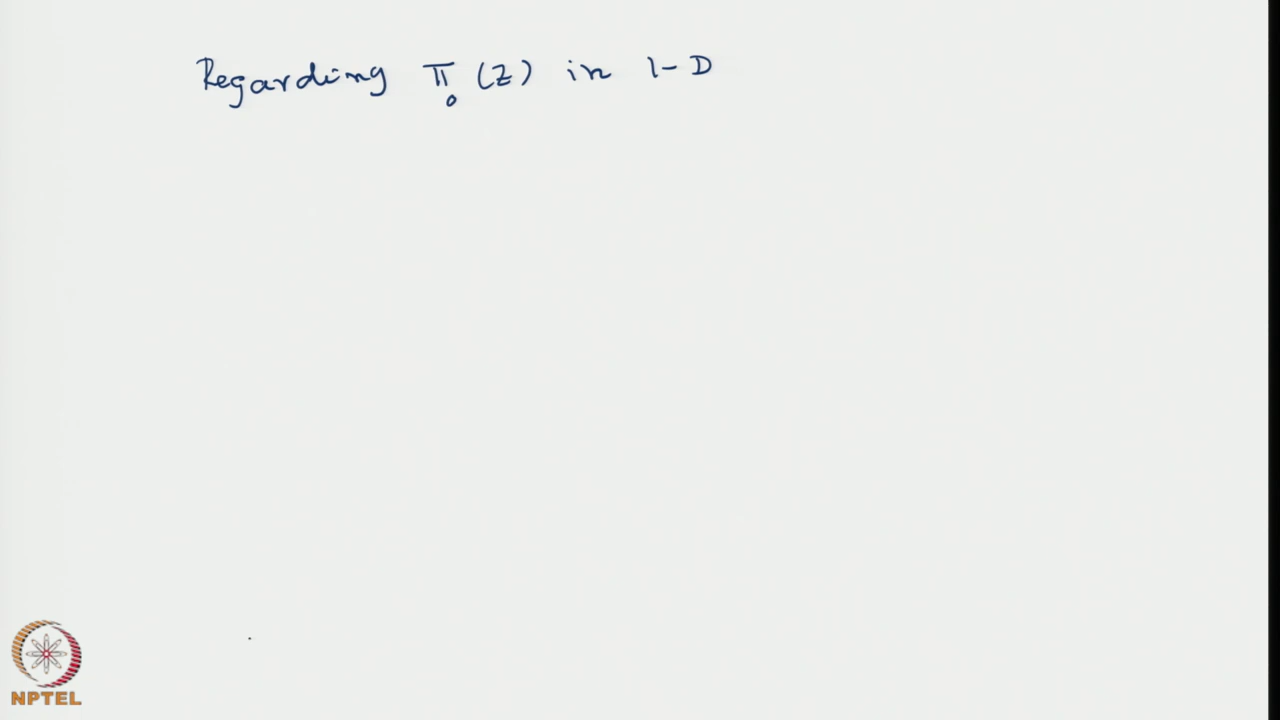 Regarding π₀ (Z) in 1-D
NPTEL